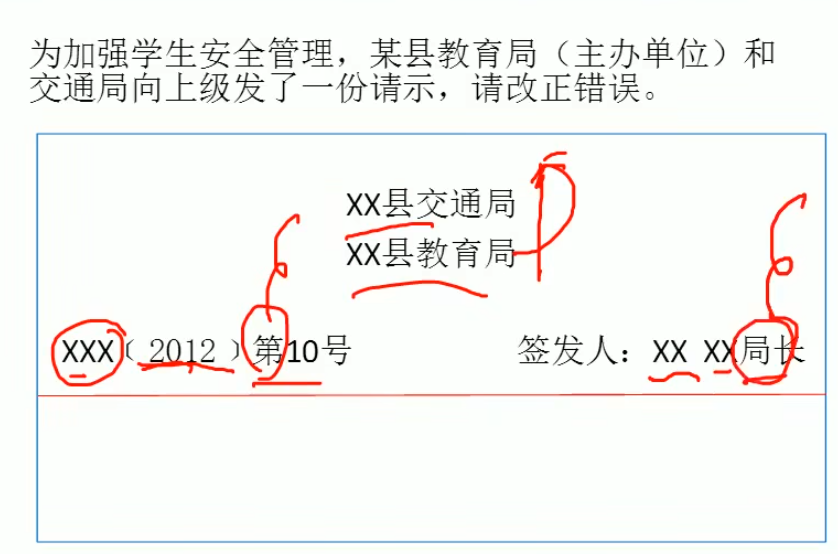 为加强学生安全管理，某县教育局（主办单位）和
交通局向上级发了一份请示，请改正错误。
XX县交通局
XX县教育局
XXX﹙2012﹚第10号 签发人：XX XX局长